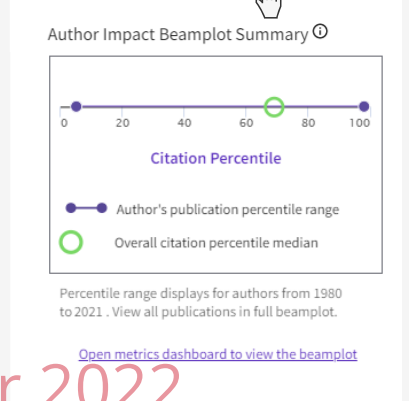 Author Impact Beamplot Summary
0 20 40 60 80 100
Citation Percentile
Author's publication percentile range
Overall citation percentile median
Percentile range displays for authors from 1980
to 2021 . View all publications in full beamplot.
Open metrics dashboard to view the beamplot
r 2022